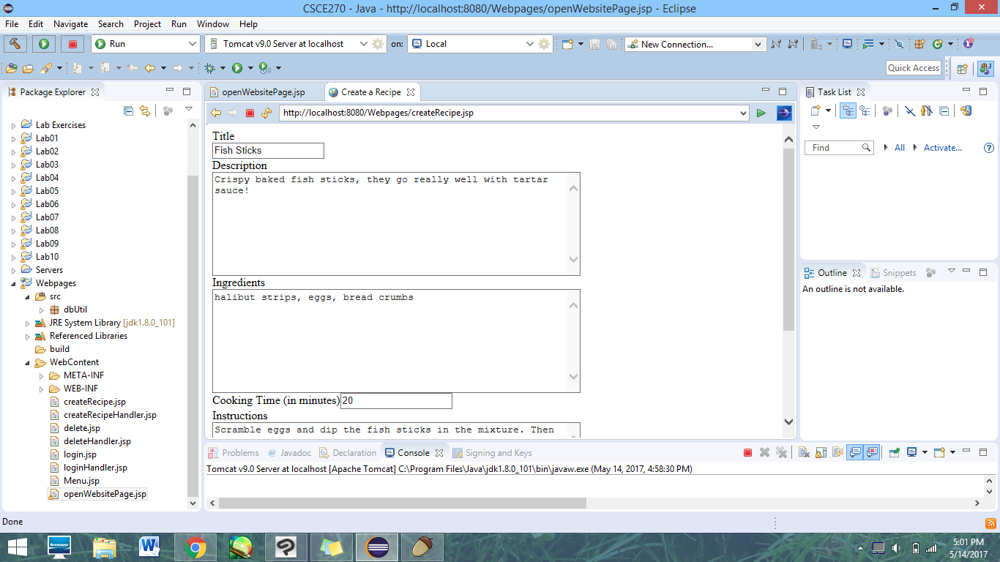 CSCE270 - Java - http://localhost:8080/Webpages/openWebsitePage.jsp - Eclipse
File Edit Navigate Search Project Run Window Help
Run
Tomcat v9.0 Server at localhost
on:
Local
New Connection...
Quick Access
Package Explorer
Lab Exercises
Lab01
Lab02
Lab03
Lab04
Lab05
Lab06
Lab07
Lab08
Lab09
Lab10
Servers
Webpages
src
dbUtil
JRE System Library [jdk1.8.0_101]
Referenced Libraries
build
WebContent
META-INF
WEB-INF
createRecipe.jsp
createRecipeHandler.jsp
delete.jsp
deleteHandler.jsp
login.jsp
loginHandler.jsp
Menu.jsp
openWebsitePage.jsp
openWebsitePage.jsp
Create a Recipe
http://localhost:8080/Webpages/createRecipe.jsp
Title
Fish Sticks
Description
Crispy baked fish sticks, they go really well with tartar
sauce!
Ingredients
halibut strips, eggs, bread crumbs
Cooking Time (in minutes) 20
Instructions
Scramble eggs and dip the fish sticks in the mixture. Then
Task List
Find
All
Activate...
Outline
Snippets
An outline is not available.
Problems
@ Javadoc
Declaration
Console
Signing and Keys
Tomcat v9.0 Server at localhost [Apache Tomcat] C:\Program Files\Java\jdk1.8.0_101\bin\javaw.exe (May 14, 2017, 4:58:30 PM)
Done
lenovo
5:01 PM
5/14/2017